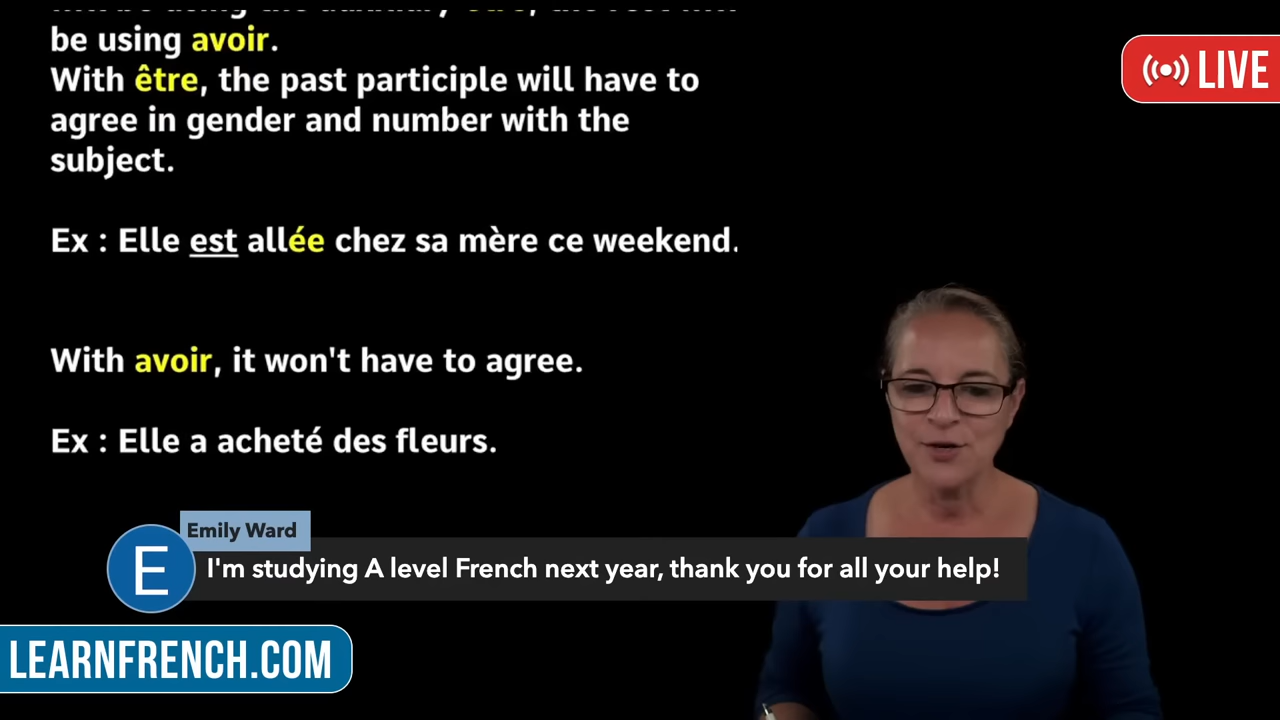 be using avoir.
With être, the past participle will have to
agree in gender and number with the
subject.
Ex : Elle est allée chez sa mère ce weekend.
With avoir, it won't have to agree.
Ex : Elle a acheté des fleurs.
LIVE
Emily Ward
E
I'm studying A level French next year, thank you for all your help!
LEARNFRENCH.COM